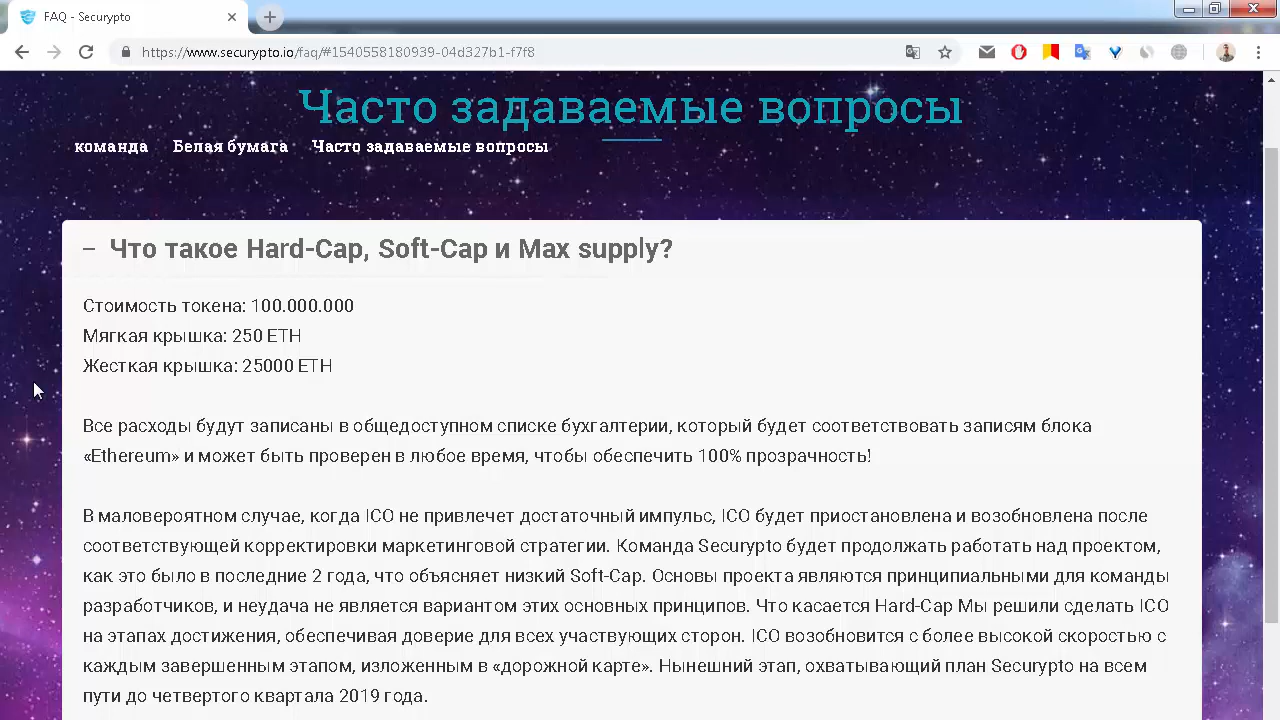 FAQ - Securypto
https://www.securypto.io/faq/#1540558180939-04d327b1-f7f8
Часто задаваемые вопросы
команда Белая бумага Часто задаваемые вопросы
– Что такое Hard-Cap, Soft-Cap и Max supply?
Стоимость токена: 100.000.000
Мягкая крышка: 250 ETH
Жесткая крышка: 25000 ETH
Все расходы будут записаны в общедоступном списке бухгалтерии, который будет соответствовать записям блока
«Ethereum» и может быть проверен в любое время, чтобы обеспечить 100% прозрачность!
В маловероятном случае, когда ICO не привлечет достаточный импульс, ICO будет приостановлена и возобновлена после
соответствующей корректировки маркетинговой стратегии. Команда Securypto будет продолжать работать над проектом,
как это было в последние 2 года, что объясняет низкий Soft-Cap. Основы проекта являются принципиальными для команды
разработчиков, и неудача не является вариантом этих основных принципов. Что касается Hard-Cap Мы решили сделать ICO
на этапах достижения, обеспечивая доверие для всех участвующих сторон. ICO возобновится с более высокой скоростью с
каждым завершенным этапом, изложенным в «дорожной карте». Нынешний этап, охватывающий план Securypto на всем
пути до четвертого квартала 2019 года.